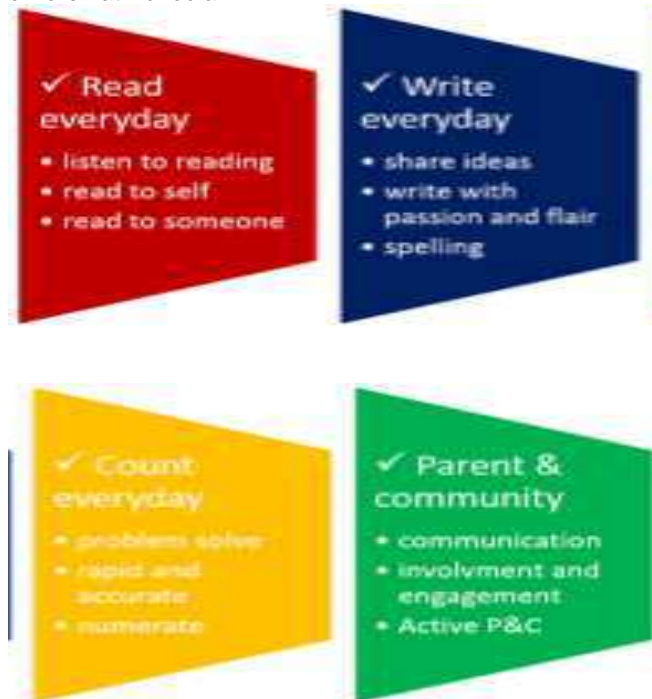 ✓ Read
everyday
• listen to reading
• read to self
• read to someone
✓ Write
everyday
• share ideas
• write with
passion and flair
• spelling
✓ Count
everyday
• problem solve
• rapid and
accurate
• numerate
✓ Parent &
community
• communication
• involvment and
engagement
• Active P&C